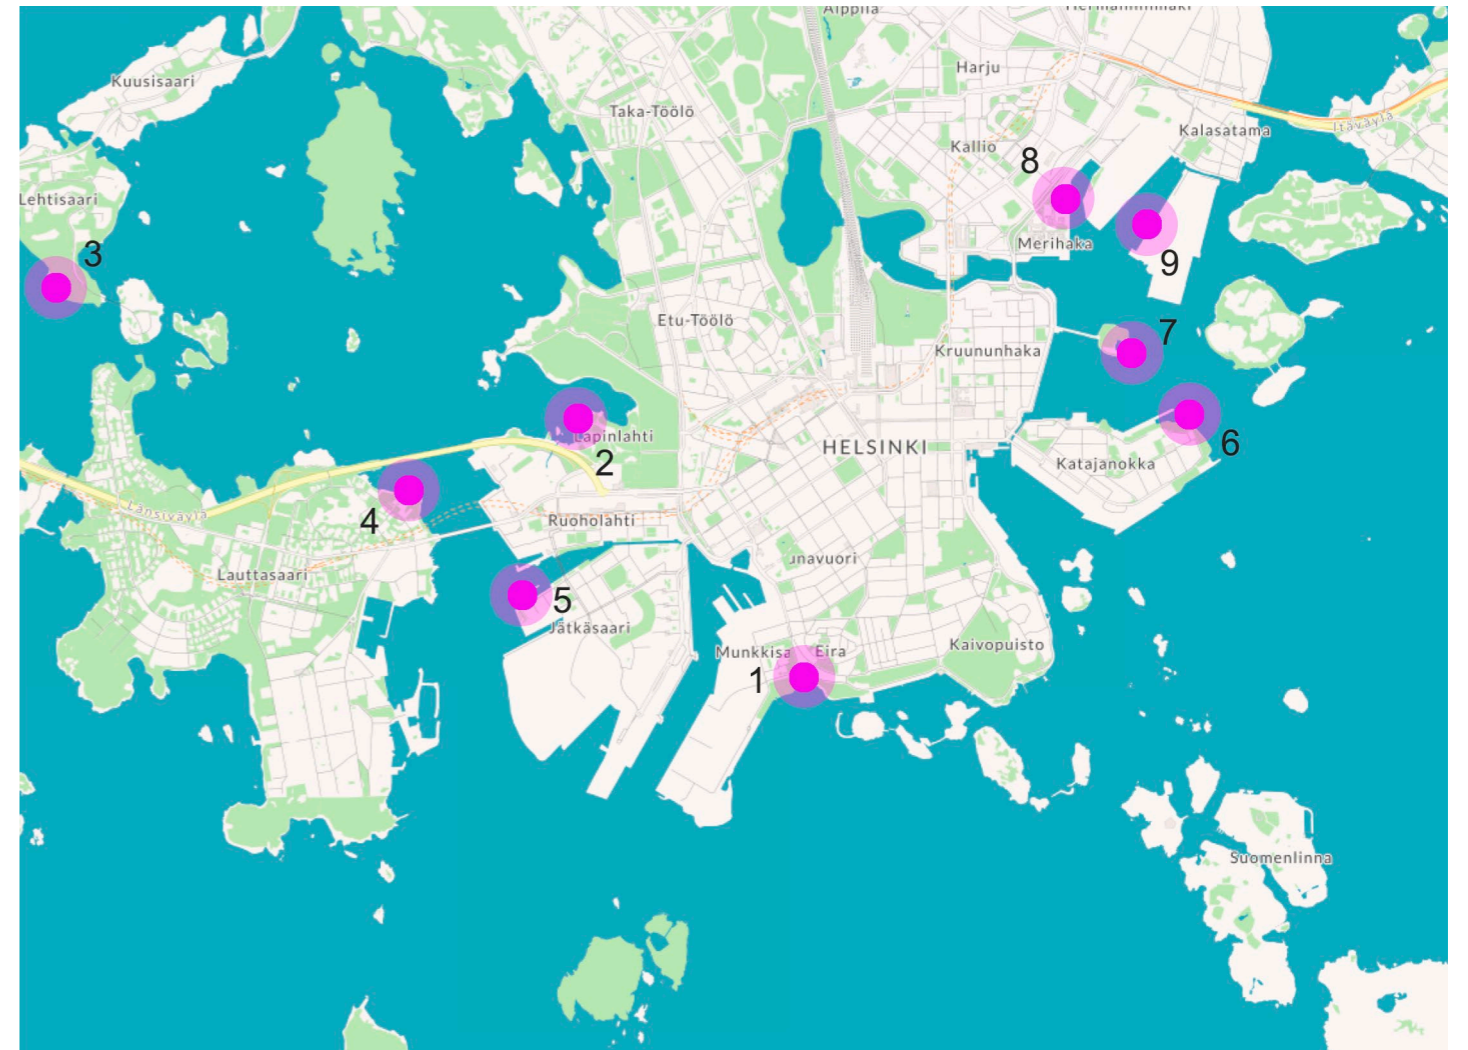 Alppila
Hermanninmäki
Harju
Kuusisaari
Taka-Töölö
Itäväylä
Kalasatama
Kallio
8
Lehtisaari
3
Merihaka
9
Etu-Töölö
7
Kruununhaka
Lapinlahti
HELSINKI
6
2
Katajanokka
Länsiväylä
4
Ruoholahti
unavuori
Lauttasaari
5
Jätkäsaari
Kaivopuisto
Munkkisa
Eira
1
Suomenlinna